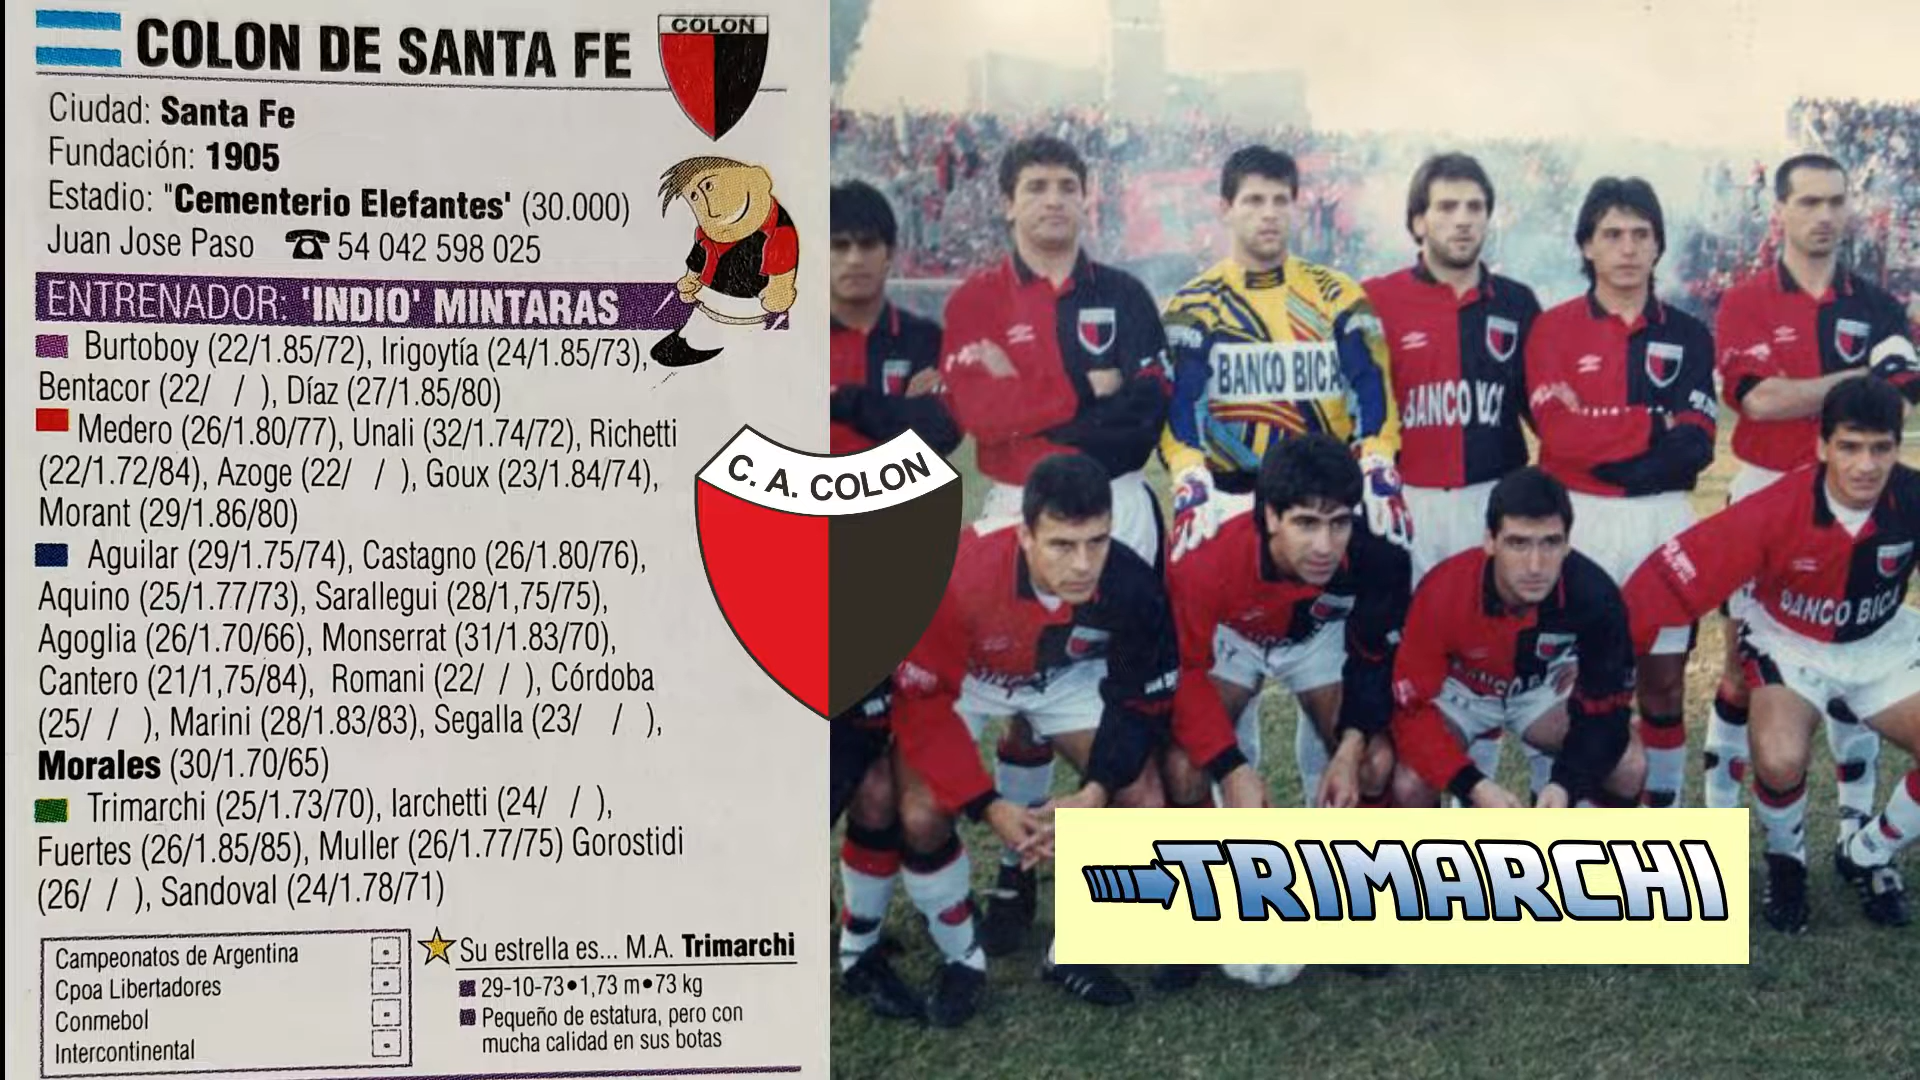 COLON DE SANTA FE
COLON
Ciudad: Santa Fe
Fundación: 1905
Estadio: "Cementerio Elefantes' (30.000)
Juan Jose Paso ☎ 54 042 598 025
ENTRENADOR: 'INDIO' MINTARAS
Burtoboy (22/1.85/72), Irigoytía (24/1.85/73),
Bentacor (22/ / ), Díaz (27/1.85/80)
Medero (26/1.80/77), Unali (32/1.74/72), Richetti
(22/1.72/84), Azoge (22/ / ), Goux (23/1.84/74),
Morant (29/1.86/80)
Aguilar (29/1.75/74), Castagno (26/1.80/76),
Aquino (25/1.77/73), Sarallegui (28/1,75/75),
Agoglia (26/1.70/66), Monserrat (31/1.83/70),
Cantero (21/1,75/84), Romani (22/ / ), Córdoba
(25/ / ), Marini (28/1.83/83), Segalla (23/ / ),
Morales (30/1.70/65)
Trimarchi (25/1.73/70), Iarchetti (24/ / ),
Fuertes (26/1.85/85), Muller (26/1.77/75) Gorostidi
(26/ / ), Sandoval (24/1.78/71)
Campeonatos de Argentina -
Cpoa Libertadores -
Conmebol -
Intercontinental -
Su estrella es... M.A. Trimarchi
29-10-73•1,73 m•73 kg
Pequeño de estatura, pero con
mucha calidad en sus botas
C. A. COLON
BANCO BICA
BANCO
BANCO BICA
TRIMARCHI